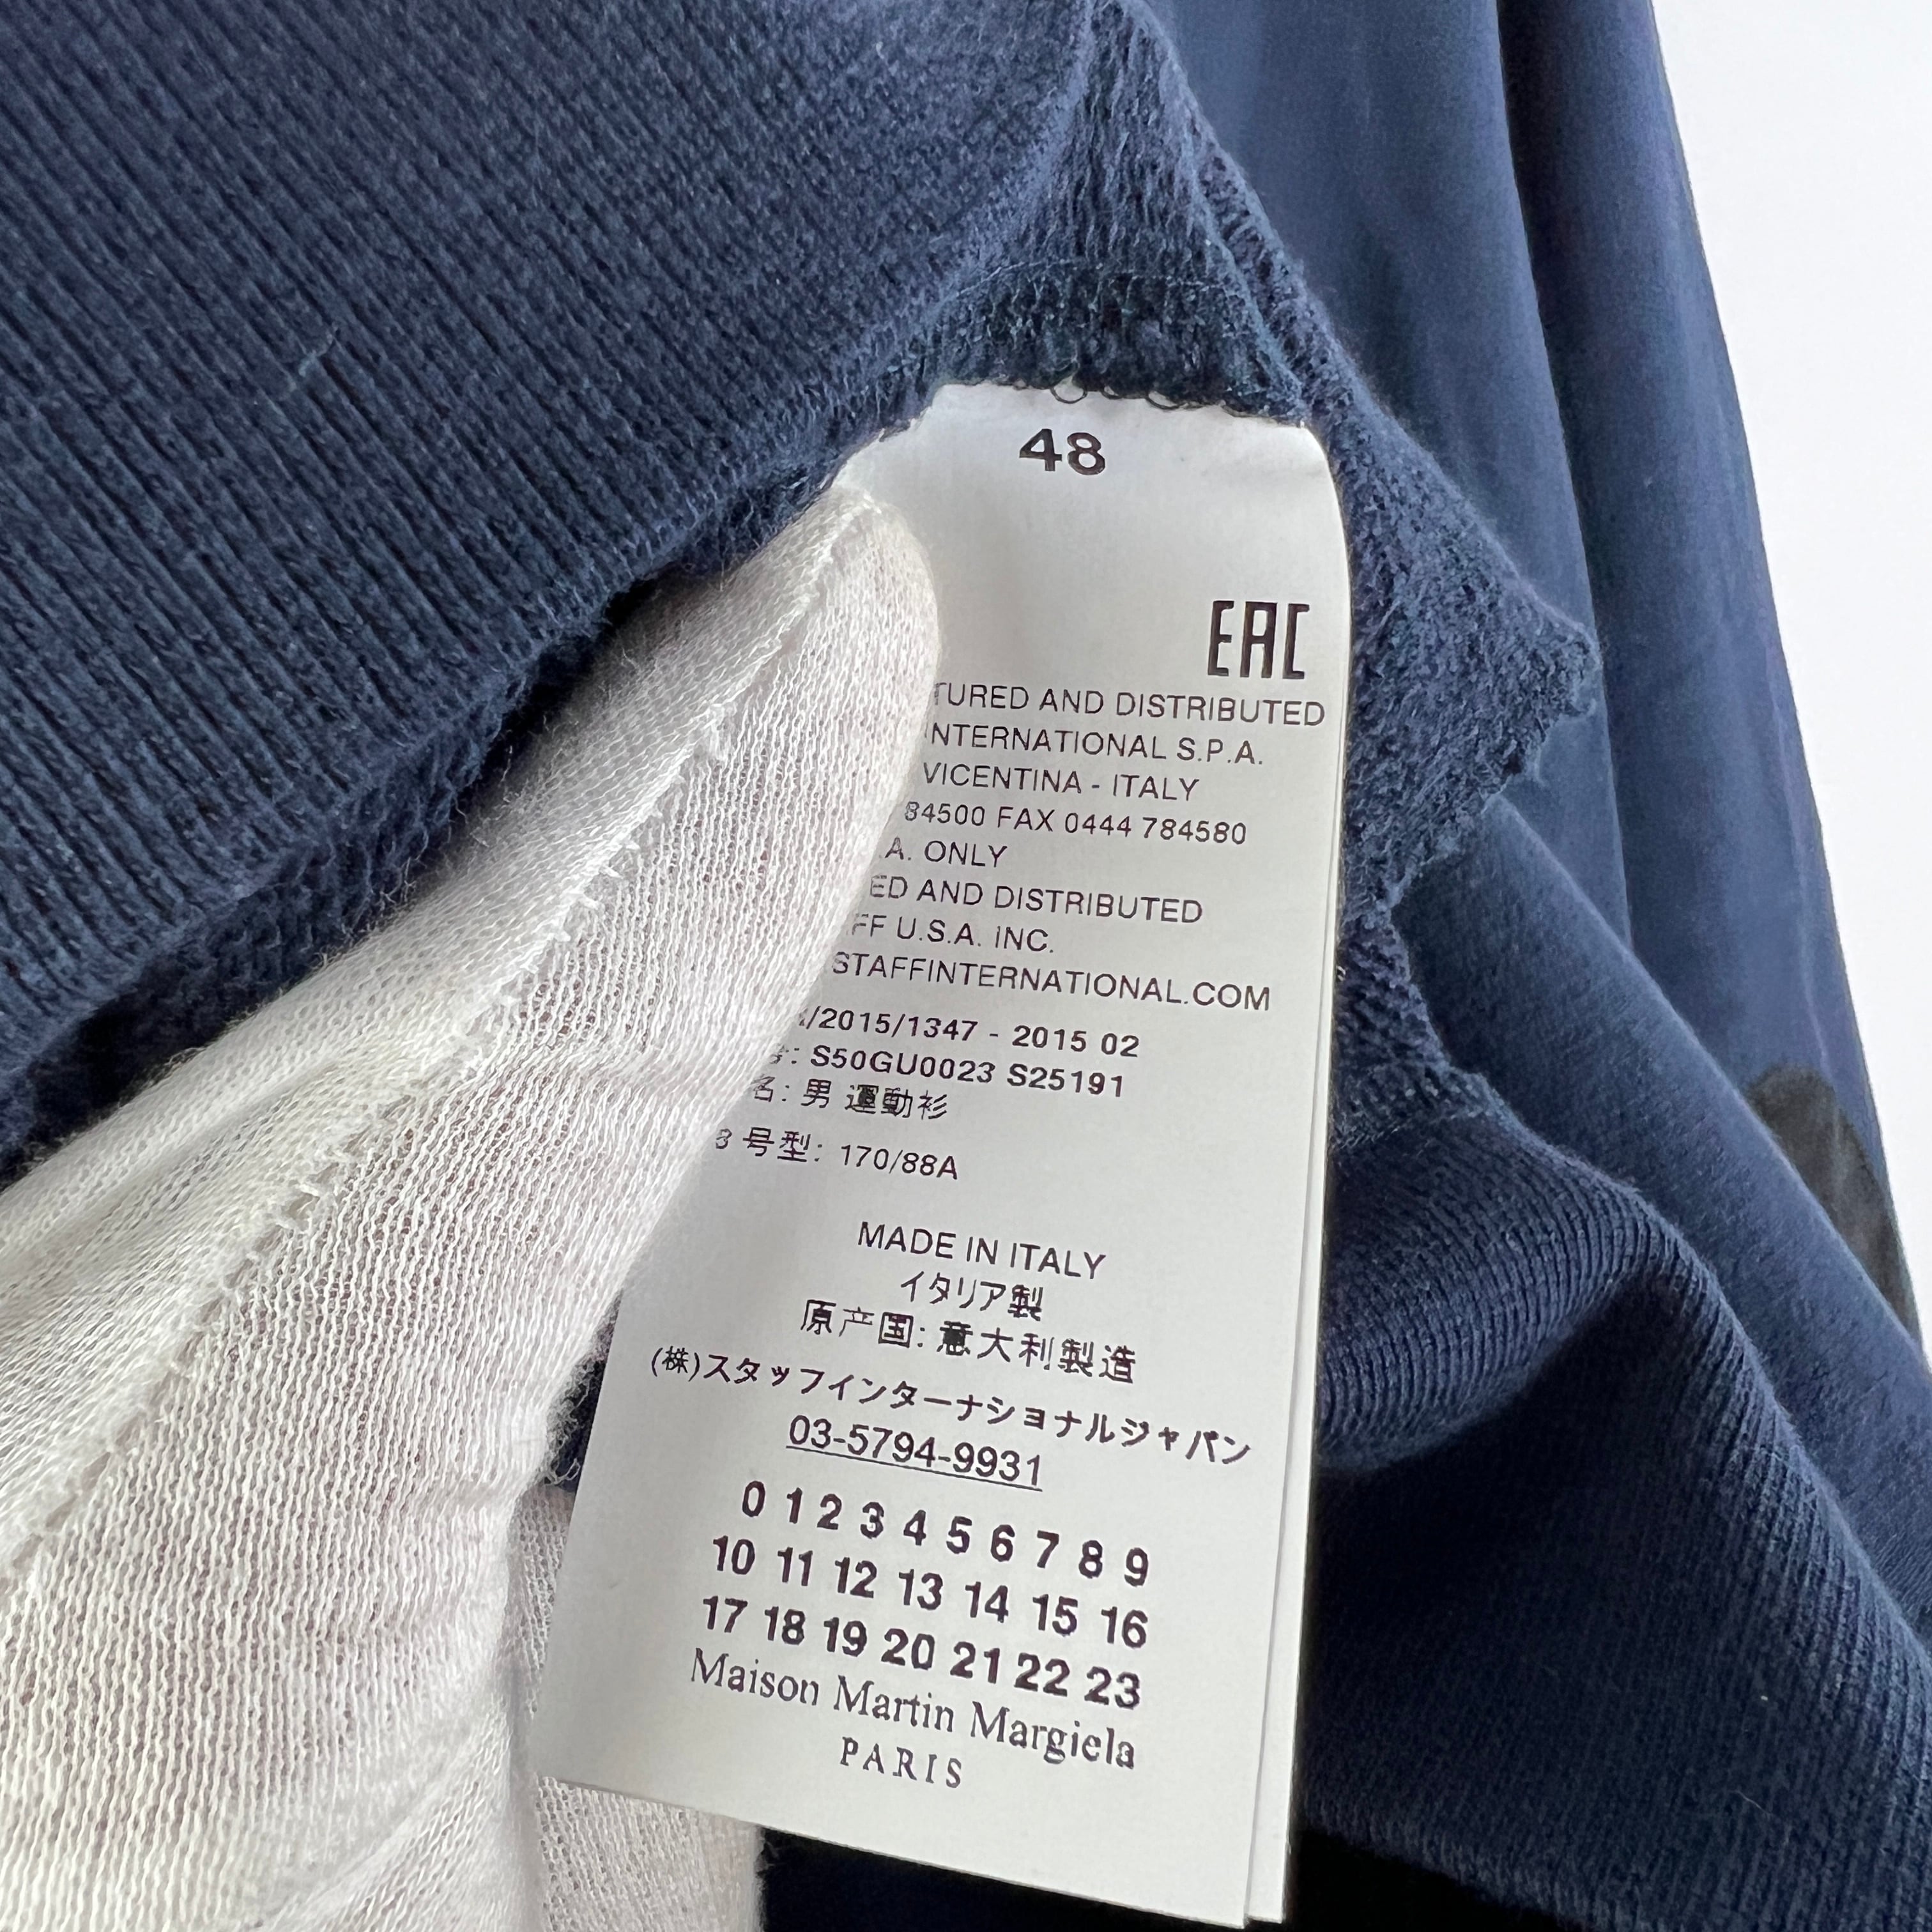 48
EAC
AND DISTRIBUTED
INTERNATIONAL S.P.A.
VICENTINA - ITALY
84500 FAX 0444 784580
ONLY
AND DISTRIBUTED
U.S.A. INC.
STAFFINTERNATIONAL.COM
/2015/1347 - 2015 02
: S50GU0023 S25191
名: 男 運動衫
号型: 170/88A
MADE IN ITALY
イタリア製
原产国: 意大利製造
(株)スタッフインターナショナルジャパン
03-5794-9931
0 1 2 3 4 5 6 7 8 9
10 11 12 13 14 15 16
17 18 19 20 21 22 23
Maison Martin Margiela
PARIS